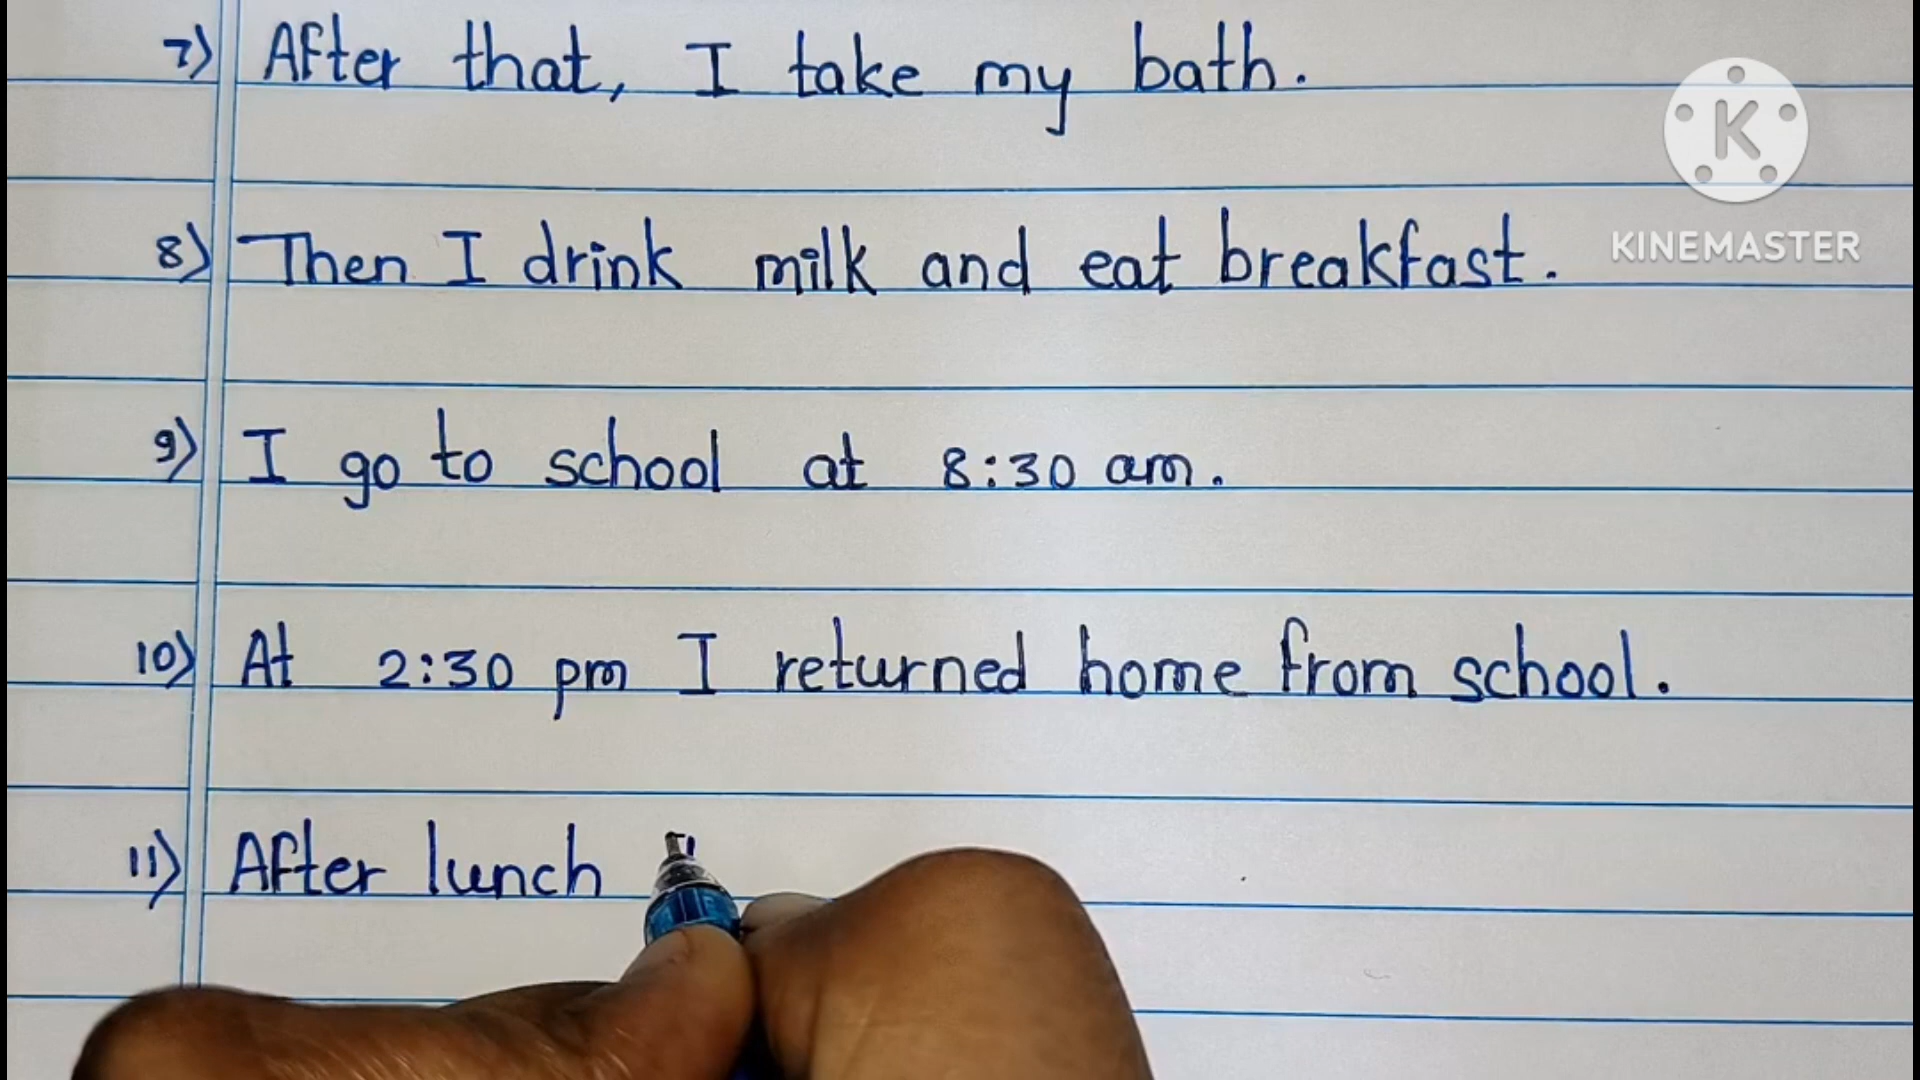 7) After that, I take my bath.
K
KINEMASTER
8) Then I drink milk and eat breakfast.
9) I go to school at 8:30 am.
10) At 2:30 pm I returned home from school.
11) After lunch